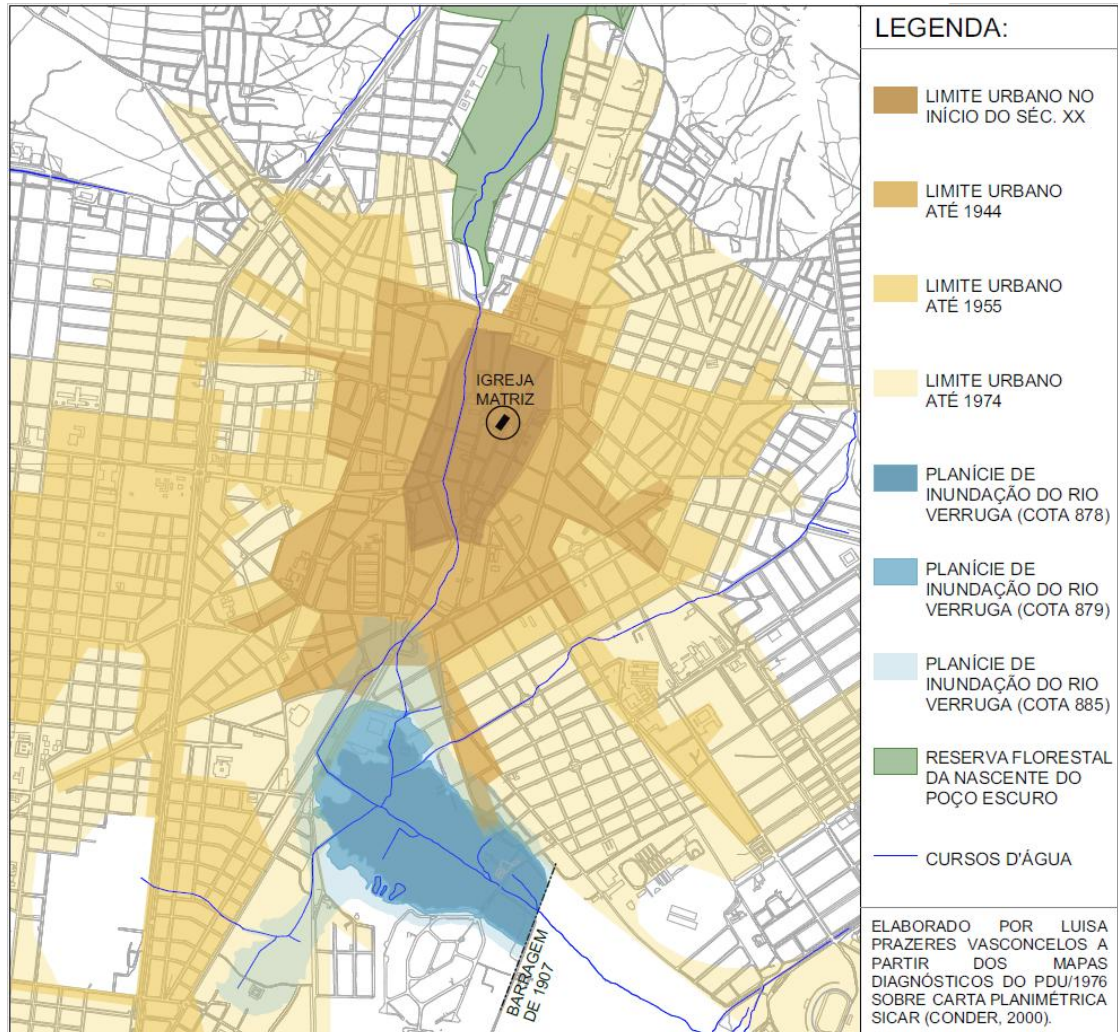 IGREJA
MATRIZ
BARRAGEM
DE 1907
LEGENDA:
LIMITE URBANO NO
INÍCIO DO SÉC. XX
LIMITE URBANO
ATÉ 1944
LIMITE URBANO
ATÉ 1955
LIMITE URBANO
ATÉ 1974
PLANÍCIE DE
INUNDAÇÃO DO RIO
VERRUGA (COTA 878)
PLANÍCIE DE
INUNDAÇÃO DO RIO
VERRUGA (COTA 879)
PLANÍCIE DE
INUNDAÇÃO DO RIO
VERRUGA (COTA 885)
RESERVA FLORESTAL
DA NASCENTE DO
POÇO ESCURO
CURSOS D'ÁGUA
ELABORADO POR LUISA
PRAZERES VASCONCELOS A
PARTIR DOS MAPAS
DIAGNÓSTICOS DO PDU/1976
SOBRE CARTA PLANIMÉTRICA
SICAR (CONDER, 2000).